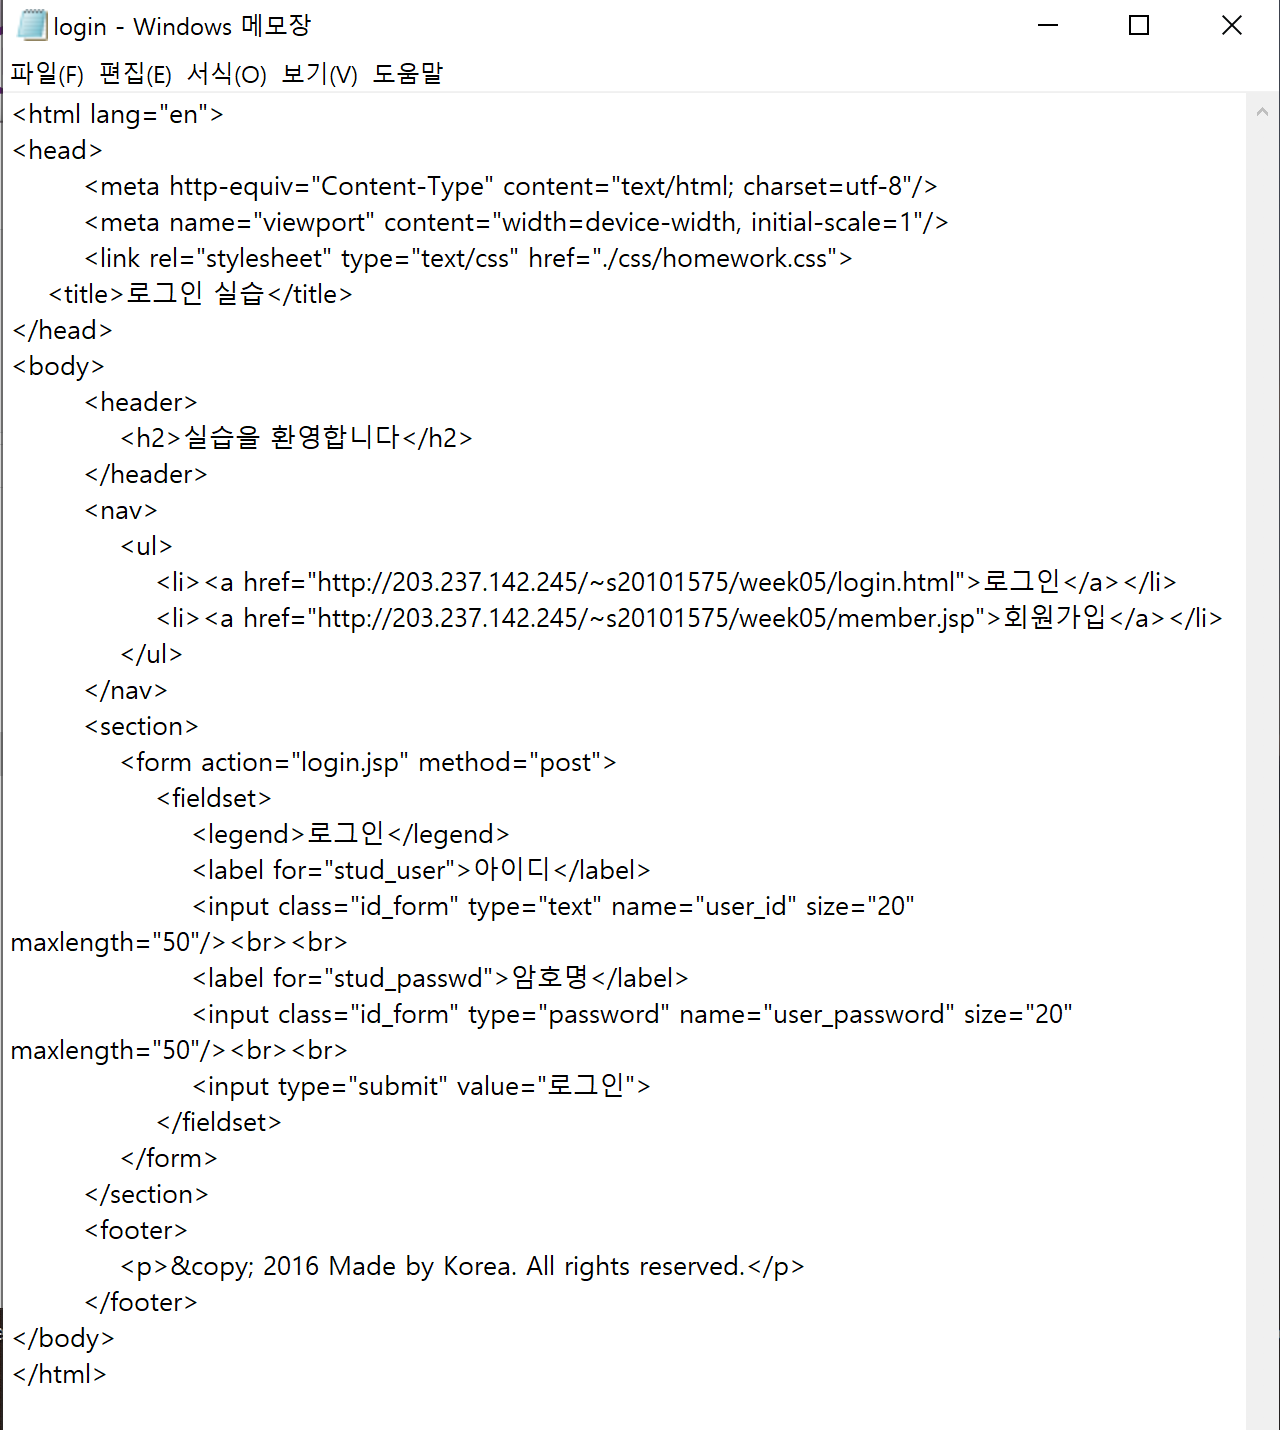 login - Windows 메모장
파일(F) 편집(E) 서식(O) 보기(V) 도움말
<html lang="en">
<head>
<meta http-equiv="Content-Type" content="text/html; charset=utf-8"/>
<meta name="viewport" content="width=device-width, initial-scale=1"/>
<link rel="stylesheet" type="text/css" href="./css/homework.css">
<title>로그인 실습</title>
</head>
<body>
<header>
<h2>실습을 환영합니다</h2>
</header>
<nav>
<ul>
<li><a href="http://203.237.142.245/~s20101575/week05/login.html">로그인</a></li>
<li><a href="http://203.237.142.245/~s20101575/week05/member.jsp">회원가입</a></li>
</ul>
</nav>
<section>
<form action="login.jsp" method="post">
<fieldset>
<legend>로그인</legend>
<label for="stud_user">아이디</label>
<input class="id_form" type="text" name="user_id" size="20"
maxlength="50"/><br><br>
<label for="stud_passwd">암호명</label>
<input class="id_form" type="password" name="user_password" size="20"
maxlength="50"/><br><br>
<input type="submit" value="로그인">
</fieldset>
</form>
</section>
<footer>
<p>&copy; 2016 Made by Korea. All rights reserved.</p>
</footer>
</body>
</html>